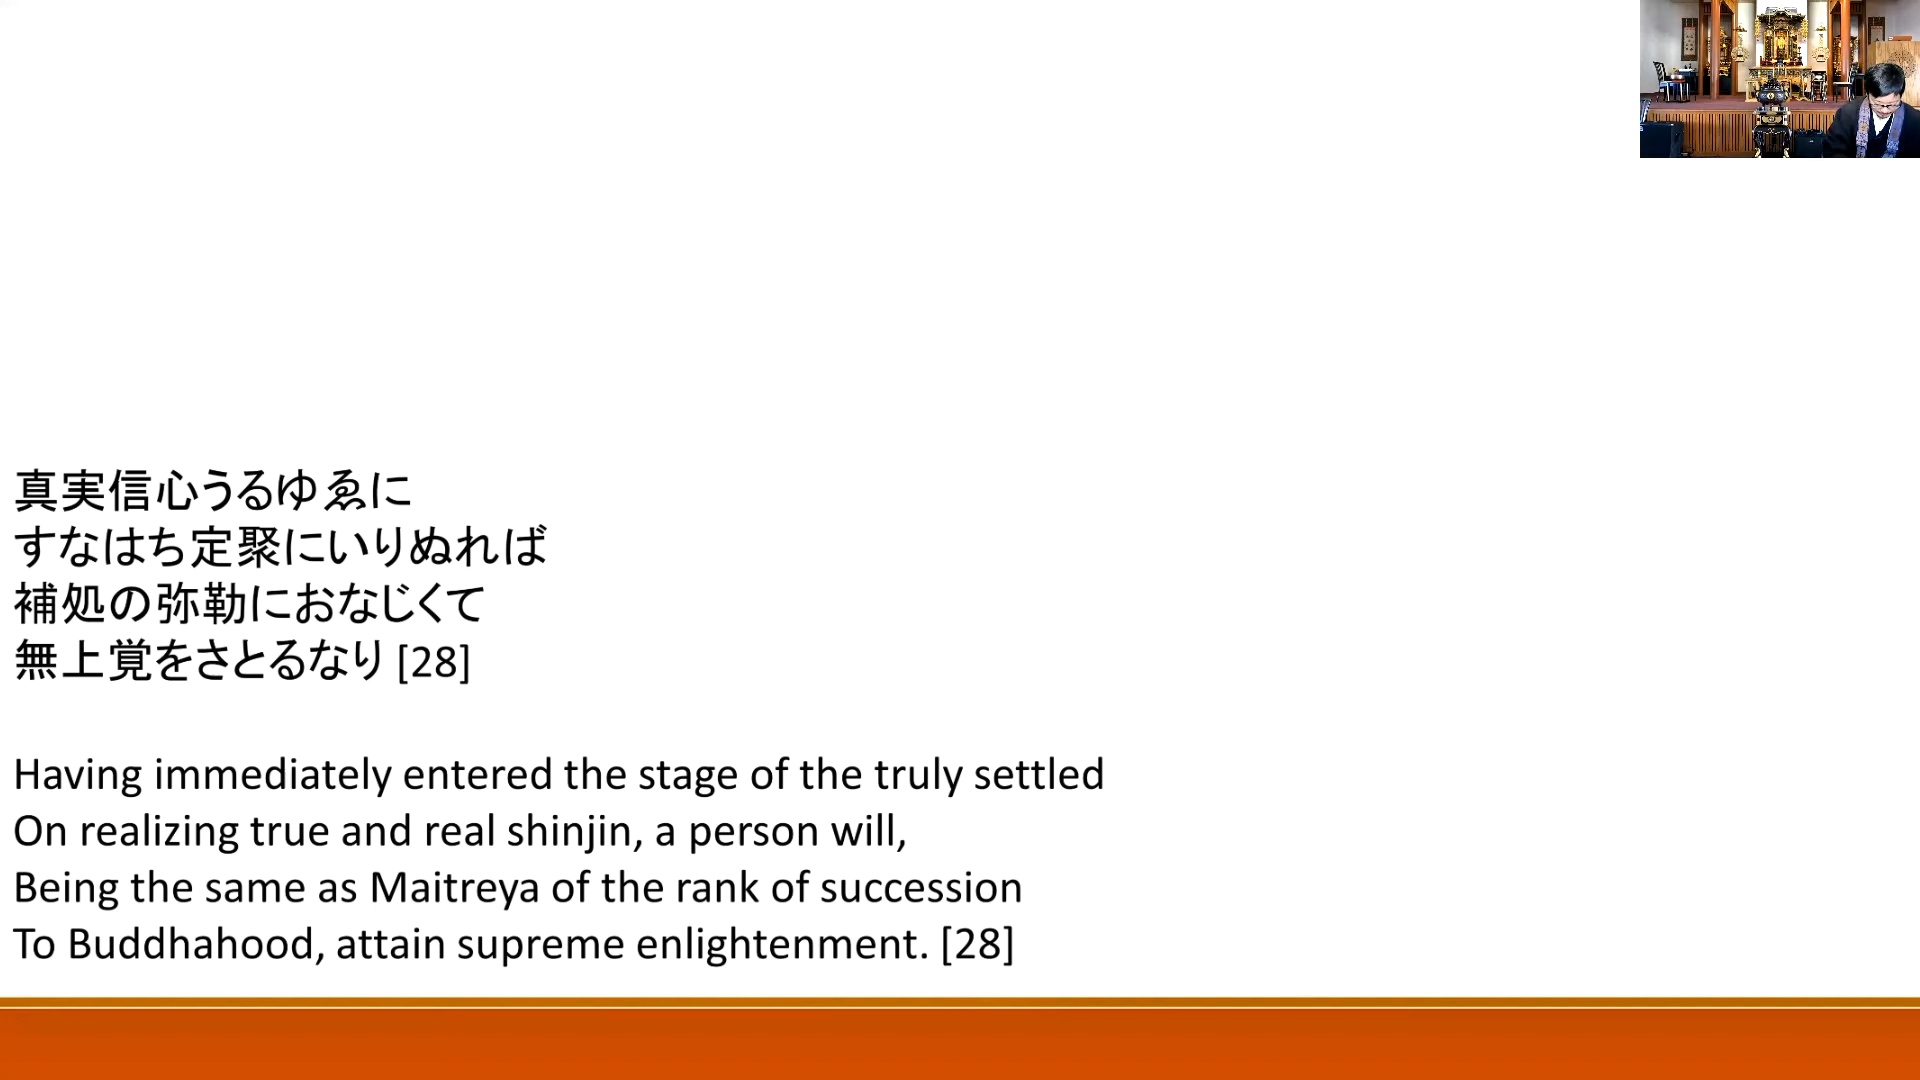 真実信心うるゆゑに
すなはち定聚にいりぬれば
補処の弥勒におなじくて
無上覚をさとるなり [28]
Having immediately entered the stage of the truly settled
On realizing true and real shinjin, a person will,
Being the same as Maitreya of the rank of succession
To Buddhahood, attain supreme enlightenment. [28]